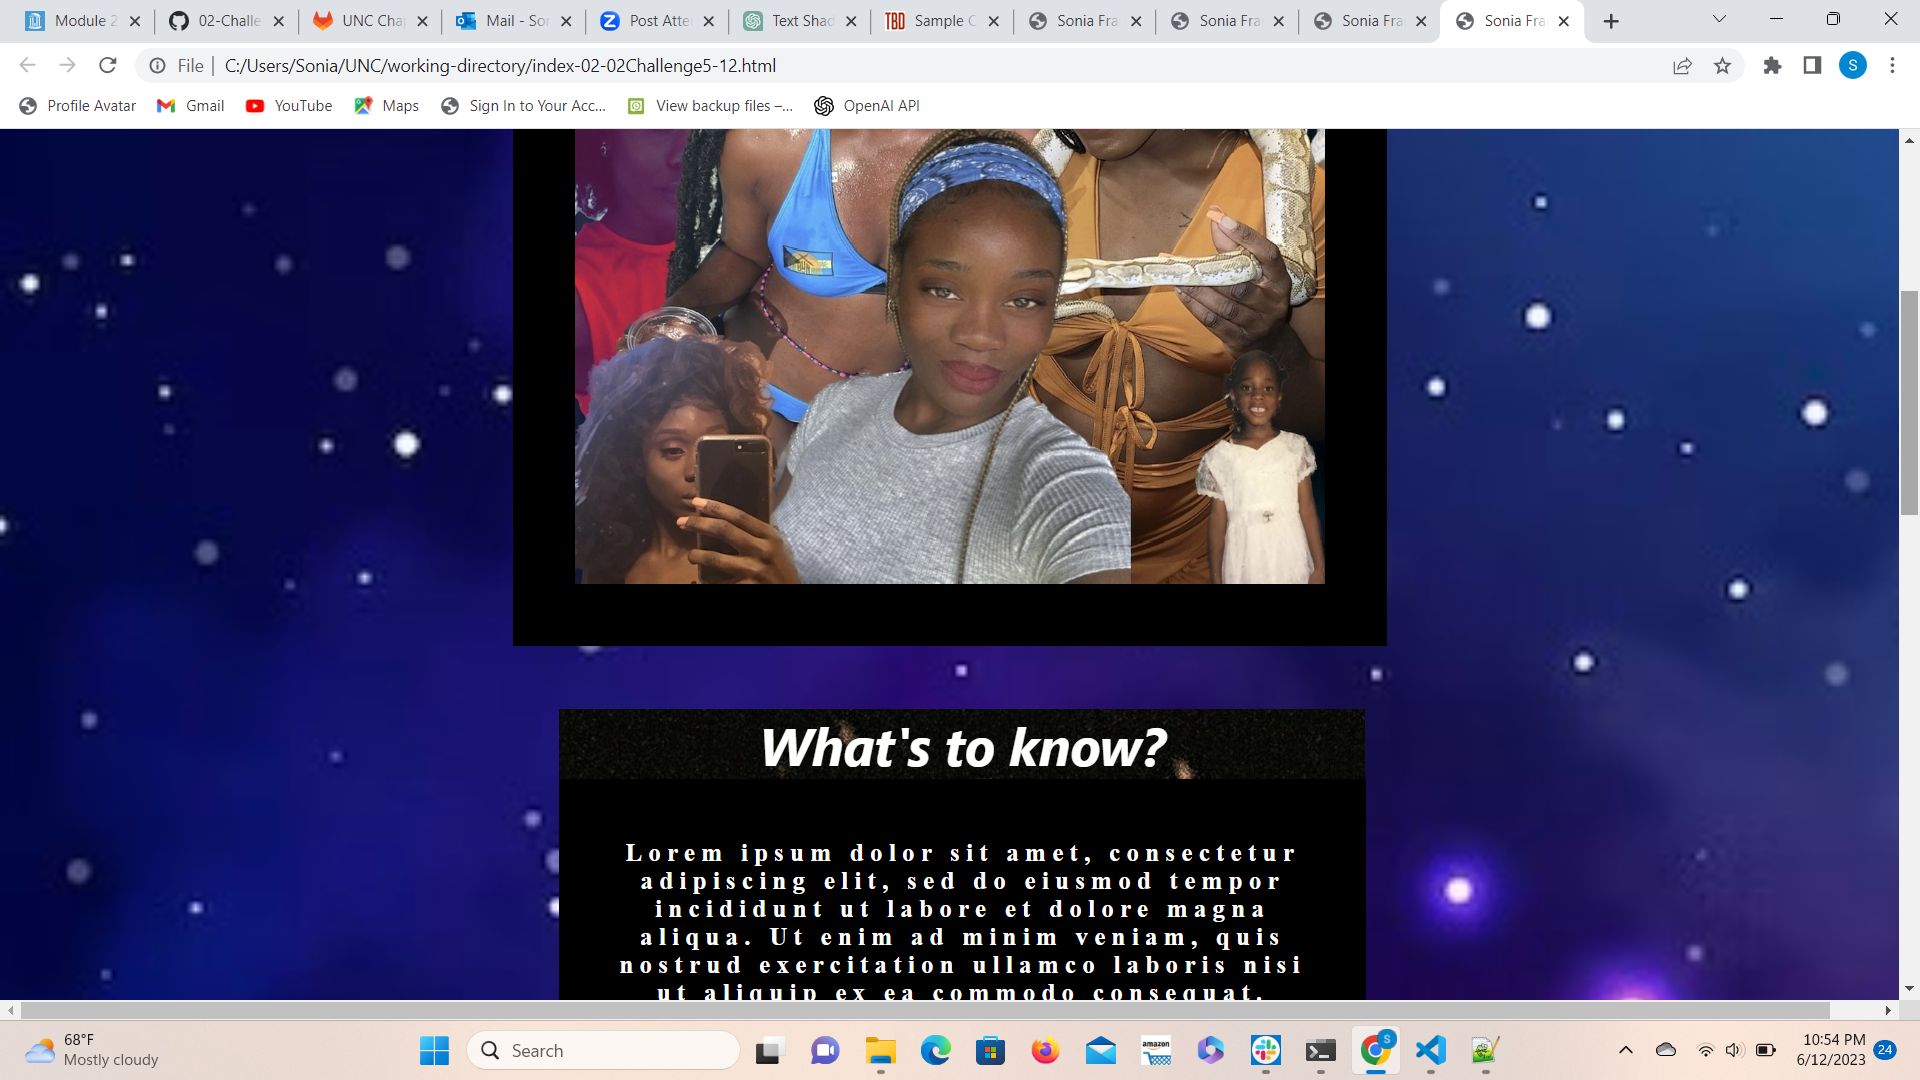 Module 2
02-Challe
UNC Cha
Mail - Sor
Post Atte
Text Shad
Sample C
Sonia Fra
Sonia Fra
Sonia Fra
Sonia Fra
File
C:/Users/Sonia/UNC/working-directory/index-02-02Challenge5-12.html
S
Profile Avatar
Gmail
YouTube
Maps
Sign In to Your Acc...
View backup files –...
OpenAI API
What's to know?
Lorem ipsum dolor sit amet, consectetur
adipiscing elit, sed do eiusmod tempor
incididunt ut labore et dolore magna
aliqua. Ut enim ad minim veniam, quis
nostrud exercitation ullamco laboris nisi
ut aliquip ex ea commodo consequat.
68°F
Mostly cloudy
Search
amazon
S
10:54 PM
6/12/2023
24